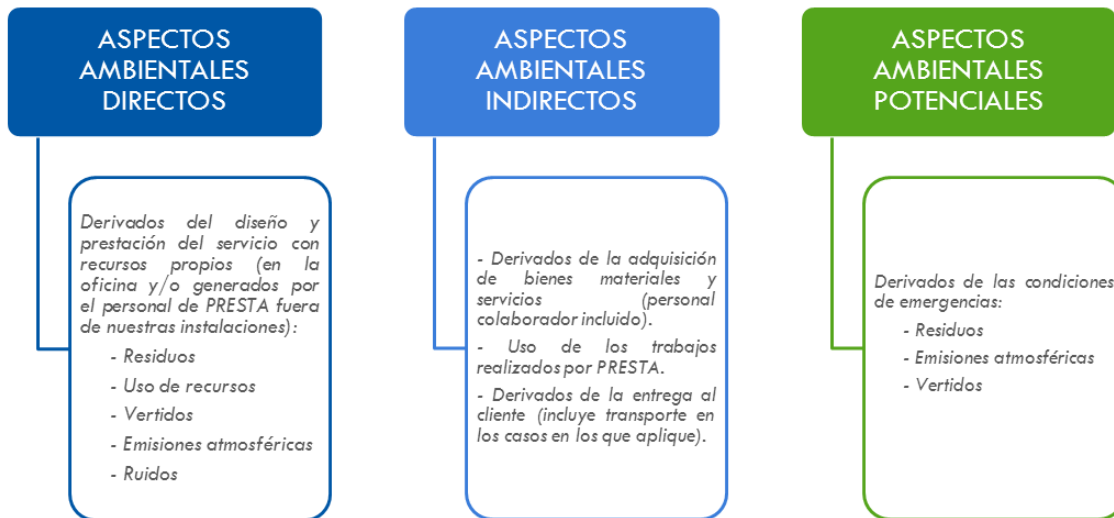 ASPECTOS
AMBIENTALES
DIRECTOS
Derivados del diseño y
prestación del servicio con
recursos propios (en la
oficina y/o generados por
el personal de PRESTA fuera
de nuestras instalaciones):
- Residuos
- Uso de recursos
- Vertidos
- Emisiones atmosféricas
- Ruidos
ASPECTOS
AMBIENTALES
INDIRECTOS
- Derivados de la adquisición
de bienes materiales y
servicios (personal
colaborador incluido).
- Uso de los trabajos
realizados por PRESTA.
- Derivados de la entrega al
cliente (incluye transporte en
los casos en los que aplique).
ASPECTOS
AMBIENTALES
POTENCIALES
Derivados de las condiciones
de emergencias:
- Residuos
- Emisiones atmosféricas
- Vertidos